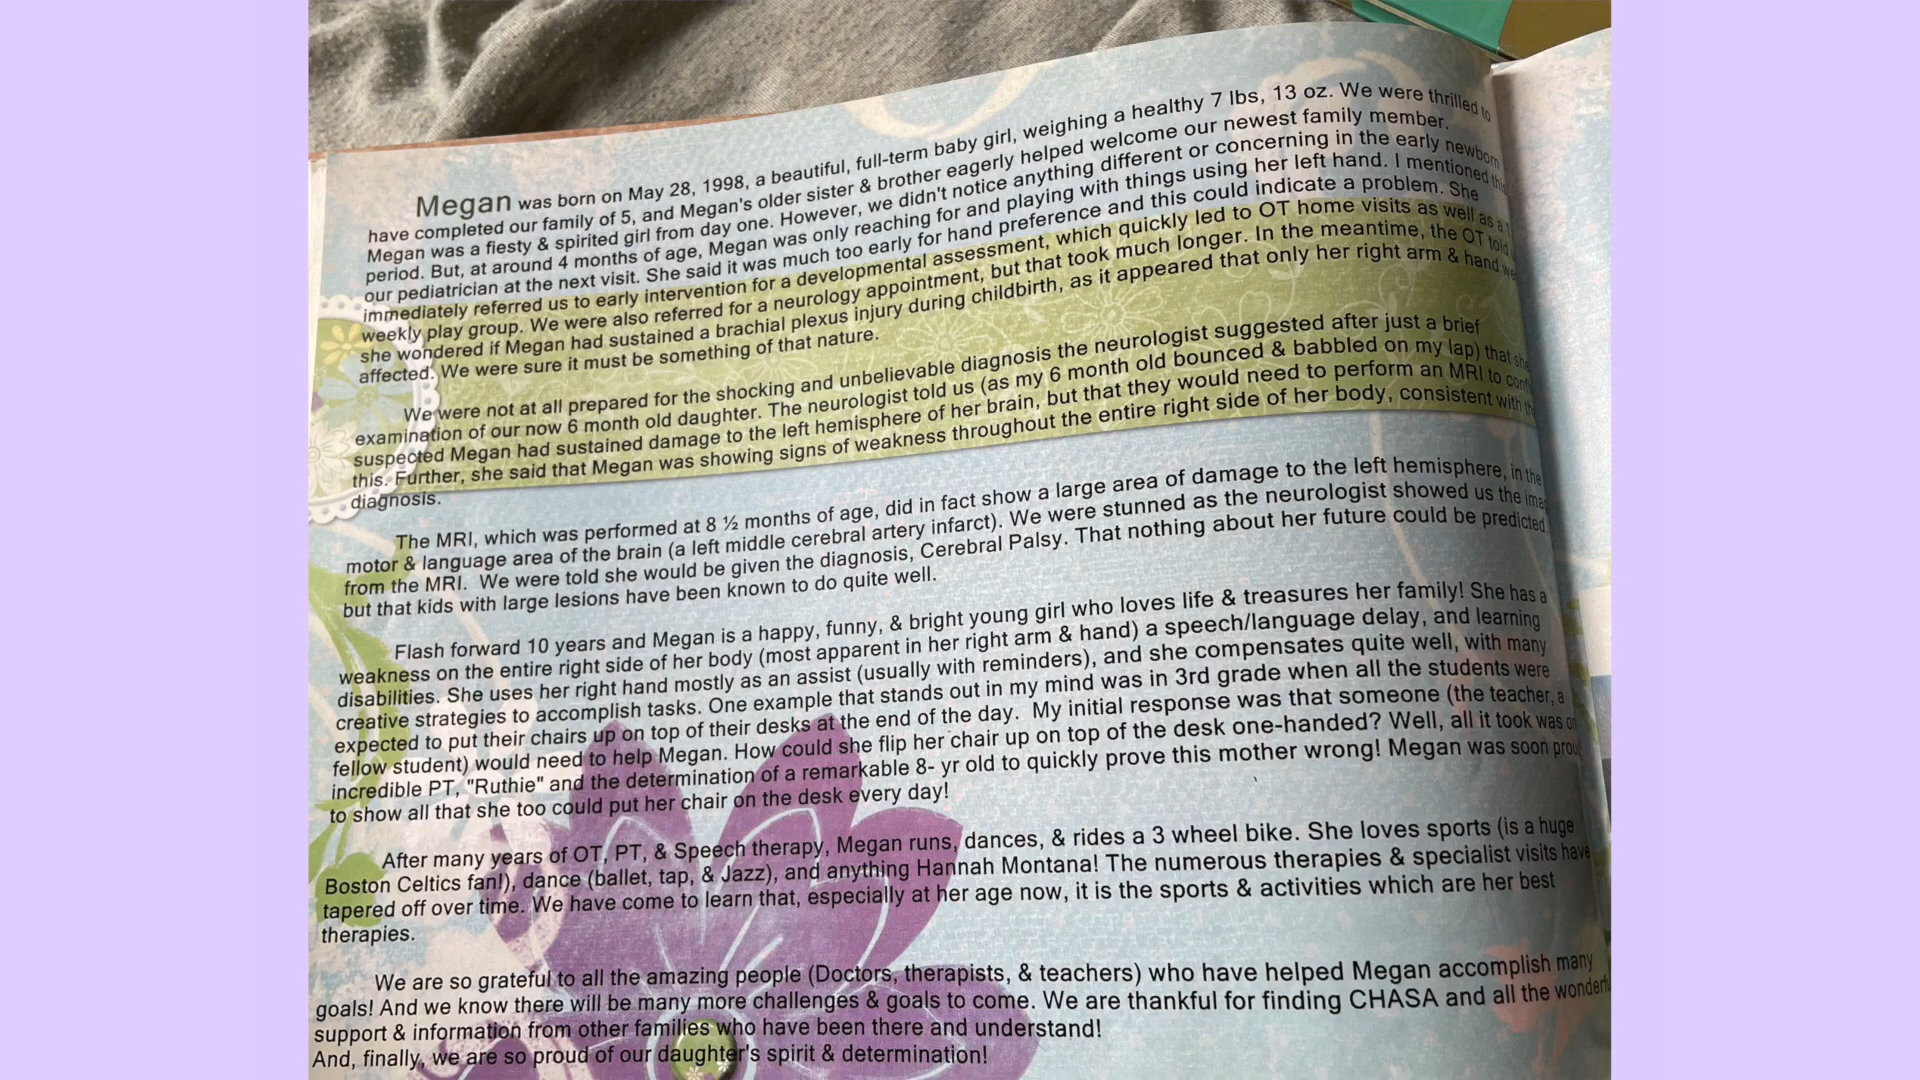 Megan was born on May 28, 1998, a beautiful, full-term baby girl, weighing a healthy 7 lbs, 13 oz. We were thrilled to
have completed our family of 5, and Megan's older sister & brother eagerly helped welcome our newest family member.
Megan was a fiesty & spirited girl from day one. However, we didn't notice anything different or concerning in the early newborn
period. But, at around 4 months of age, Megan was only reaching for and playing with things using her left hand. I mentioned this
our pediatrician at the next visit. She said it was much too early for hand preference and this could indicate a problem. She
immediately referred us to early intervention for a developmental assessment, which quickly led to OT home visits as well as a
weekly play group. We were also referred for a neurology appointment, but that took much longer. In the meantime, the OT told
she wondered if Megan had sustained a brachial plexus injury during childbirth, as it appeared that only her right arm & hand
affected. We were sure it must be something of that nature.
We were not at all prepared for the shocking and unbelievable diagnosis the neurologist suggested after just a brief
examination of our now 6 month old daughter. The neurologist told us (as my 6 month old bounced & babbled on my lap) that she
suspected Megan had sustained damage to the left hemisphere of her brain, but that they would need to perform an MRI to
this. Further, she said that Megan was showing signs of weakness throughout the entire right side of her body, consistent with
diagnosis.
The MRI, which was performed at 8 ½ months of age, did in fact show a large area of damage to the left hemisphere, in the
motor & language area of the brain (a left middle cerebral artery infarct). We were stunned as the neurologist showed us the
from the MRI. We were told she would be given the diagnosis, Cerebral Palsy. That nothing about her future could be predicted
but that kids with large lesions have been known to do quite well.
Flash forward 10 years and Megan is a happy, funny, & bright young girl who loves life & treasures her family! She has a
weakness on the entire right side of her body (most apparent in her right arm & hand) a speech/language delay, and learning
disabilities. She uses her right hand mostly as an assist (usually with reminders), and she compensates quite well, with many
creative strategies to accomplish tasks. One example that stands out in my mind was in 3rd grade when all the students were
expected to put their chairs up on top of their desks at the end of the day. My initial response was that someone (the teacher, a
fellow student) would need to help Megan. How could she flip her chair up on top of the desk one-handed? Well, all it took was
incredible PT, "Ruthie" and the determination of a remarkable 8- yr old to quickly prove this mother wrong! Megan was soon
to show all that she too could put her chair on the desk every day!
After many years of OT, PT, & Speech therapy, Megan runs, dances, & rides a 3 wheel bike. She loves sports (is a huge
Boston Celtics fan!), dance (ballet, tap, & Jazz), and anything Hannah Montana! The numerous therapies & specialist visits have
tapered off over time. We have come to learn that, especially at her age now, it is the sports & activities which are her best
therapies.
We are so grateful to all the amazing people (Doctors, therapists, & teachers) who have helped Megan accomplish many
goals! And we know there will be many more challenges & goals to come. We are thankful for finding CHASA and all the
support & information from other families who have been there and understand!
And, finally, we are so proud of our daughter's spirit & determination!